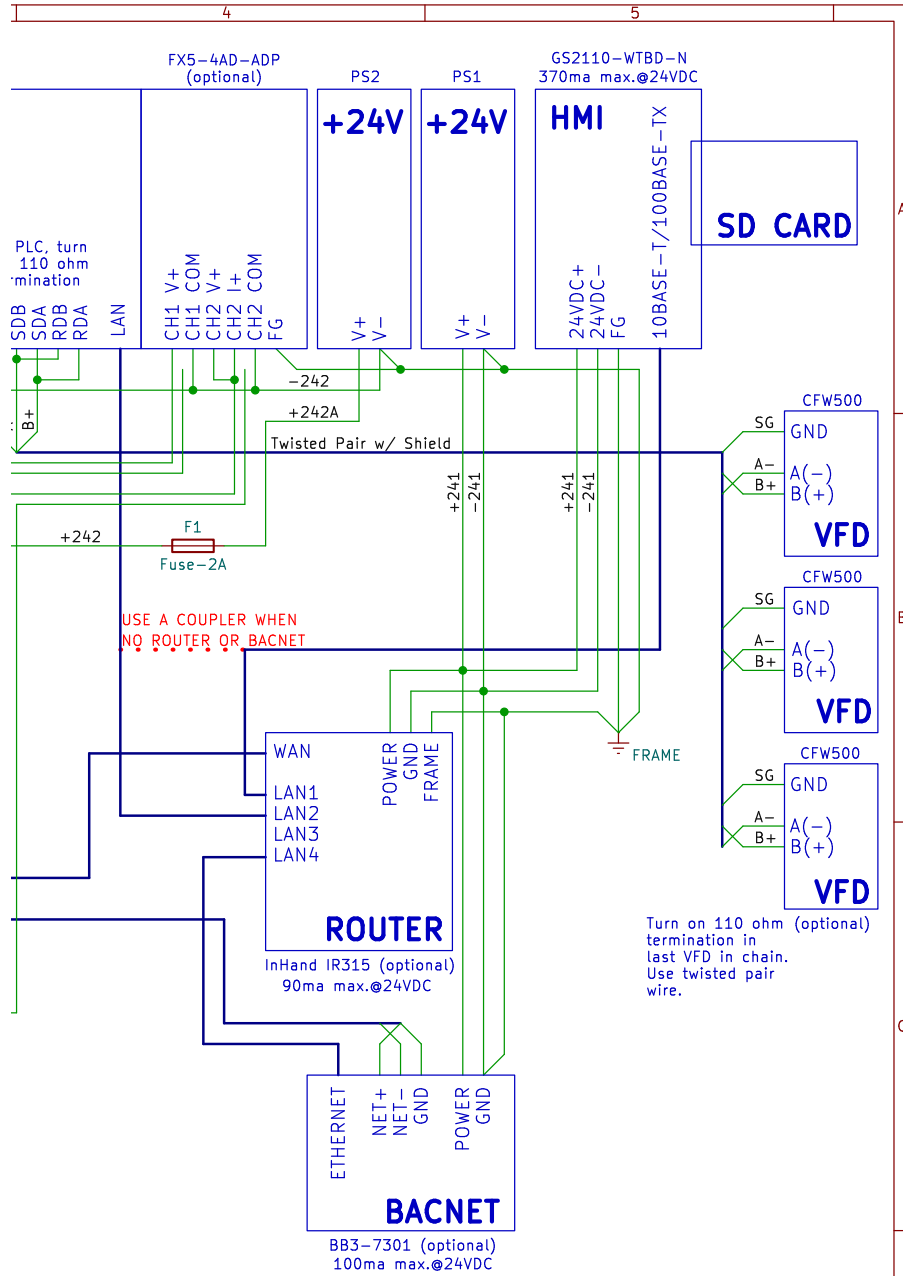 4
5
FX5-4AD-ADP
(optional)
PS2
PS1
GS2110-WTBD-N
370ma max.@24VDC
+24V
+24V
HMI
10BASE-T/100BASE-TX
SD CARD
A
PLC, turn
110 ohm
SDB
SDA
RDB
RDA
LAN
CH1 V+
CH1 COM
CH2 V+
CH2 I+
CH2 COM
FG
V+
V-
V+
V-
24VDC+
24VDC-
FG
-242
+242A
B+
Twisted Pair w/ Shield
+241
-241
+241
-241
CFW500
SG
GND
A-
A(-)
B+
B(+)
VFD
+242
F1
Fuse-2A
CFW500
SG
GND
A-
A(-)
B+
B(+)
VFD
B
USE A COUPLER WHEN
NO ROUTER OR BACNET
WAN
LAN1
LAN2
LAN3
LAN4
POWER
GND
FRAME
FRAME
ROUTER
InHand IR315 (optional)
90ma max.@24VDC
CFW500
SG
GND
A-
A(-)
B+
B(+)
VFD
(optional)
Turn on 110 ohm
termination in
last VFD in chain.
Use twisted pair
wire.
C
ETHERNET
NET+
NET-
GND
POWER
GND
BACNET
BB3-7301 (optional)
100ma max.@24VDC